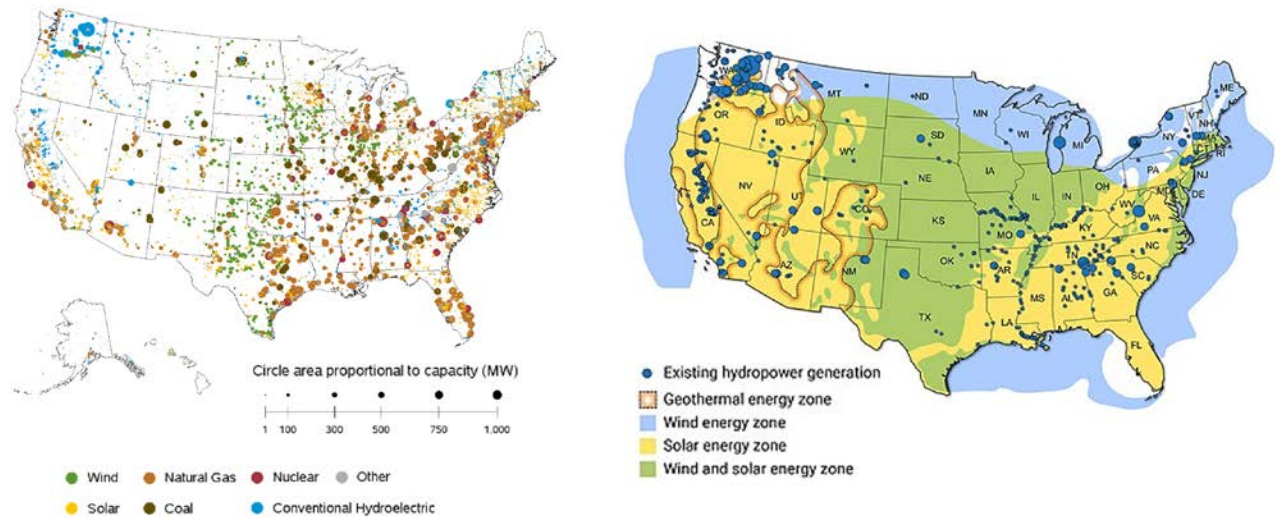 Circle area proportional to capacity (MW)
1 100 300 500 750 1.000
Wind Natural Gas Nuclear Other
Solar Coal Conventional Hydroelectric
WA
MT
ND
MN
ME
OR
ID
SD
WI
MI
VT
NH
MA
NY
CT
RI
WY
NE
IA
PA
NJ
NV
UT
CO
KS
IL
IN
OH
MD
DE
CA
MO
KY
WV
VA
AZ
NM
OK
AR
TN
NC
SC
TX
LA
MS
AL
GA
FL
Existing hydropower generation
Geothermal energy zone
Wind energy zone
Solar energy zone
Wind and solar energy zone